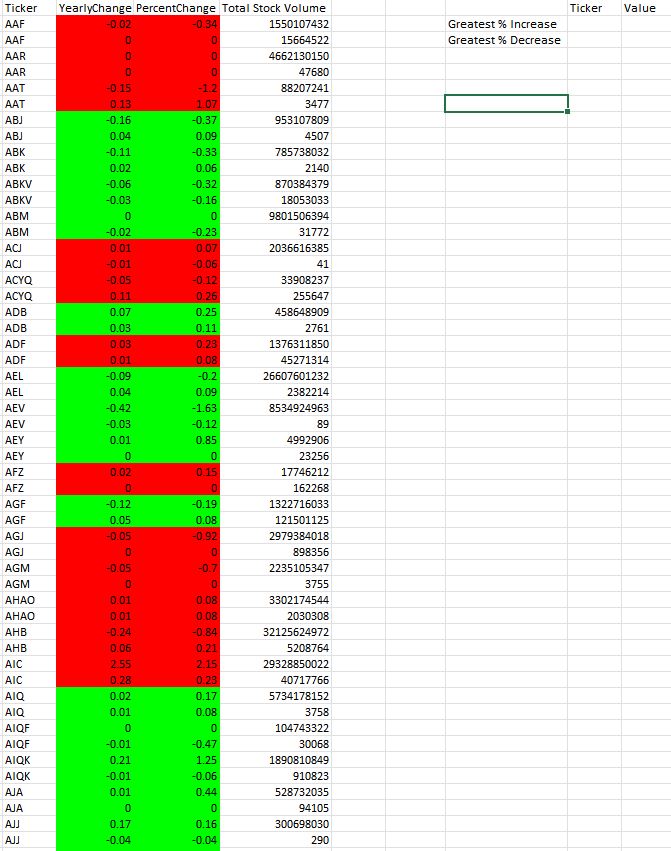 Ticker YearlyChange PercentChange Total Stock Volume Ticker Value
AAF -0.02 -0.34 1550107432 Greatest % Increase
AAF 0 0 15664522 Greatest % Decrease
AAR 0 0 4662130150
AAR 0 0 47680
AAT -0.15 -1.2 88207241
AAT 0.13 1.07 3477
ABJ -0.16 -0.37 953107809
ABJ 0.04 0.09 4507
ABK -0.11 -0.33 785738032
ABK 0.02 0.06 2140
ABKV -0.06 -0.32 870384379
ABKV -0.03 -0.16 18053033
ABM 0 0 9801506394
ABM -0.02 -0.23 31772
ACJ 0.01 0.07 2036616385
ACJ -0.01 -0.06 41
ACYQ -0.05 -0.12 33908237
ACYQ 0.11 0.26 255647
ADB 0.07 0.25 458648909
ADB 0.03 0.11 2761
ADF 0.03 0.23 1376311850
ADF 0.01 0.08 45271314
AEL -0.09 -0.2 26607601232
AEL 0.04 0.09 2382214
AEV -0.42 -1.63 8534924963
AEV -0.03 -0.12 89
AEY 0.01 0.85 4992906
AEY 0 0 23256
AFZ 0.02 0.15 17746212
AFZ 0 0 162268
AGF -0.12 -0.19 1322716033
AGF 0.05 0.08 121501125
AGJ -0.05 -0.92 2979384018
AGJ 0 0 898356
AGM -0.05 -0.7 2235105347
AGM 0 0 3755
AHAO 0.01 0.08 3302174544
AHAO 0.01 0.08 2030308
AHB -0.24 -0.84 32125624972
AHB 0.06 0.21 5208764
AIC 2.55 2.15 29328850022
AIC 0.28 0.23 40717766
AIQ 0.02 0.17 5734178152
AIQ 0.01 0.08 3758
AIQF 0 0 104743322
AIQF -0.01 -0.47 30068
AIQK 0.21 1.25 1890810849
AIQK -0.01 -0.06 910823
AJA 0.01 0.44 528732035
AJA 0 0 94105
AJJ 0.17 0.16 300698030
AJJ -0.04 -0.04 290